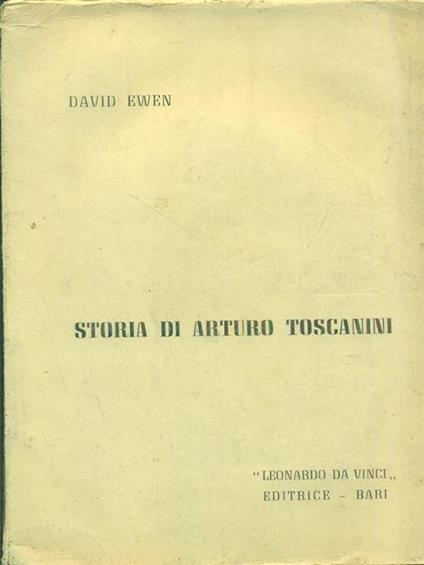 DAVID EWEN
STORIA DI ARTURO TOSCANINI
"LEONARDO DA VINCI„
EDITRICE - BARI